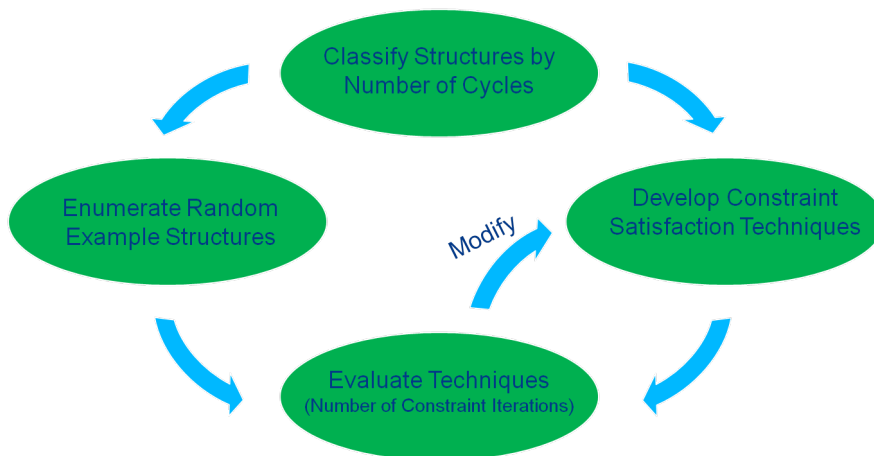 Classify Structures by
Number of Cycles
Enumerate Random
Example Structures
Develop Constraint
Satisfaction Techniques
Modify
Evaluate Techniques
(Number of Constraint Iterations)